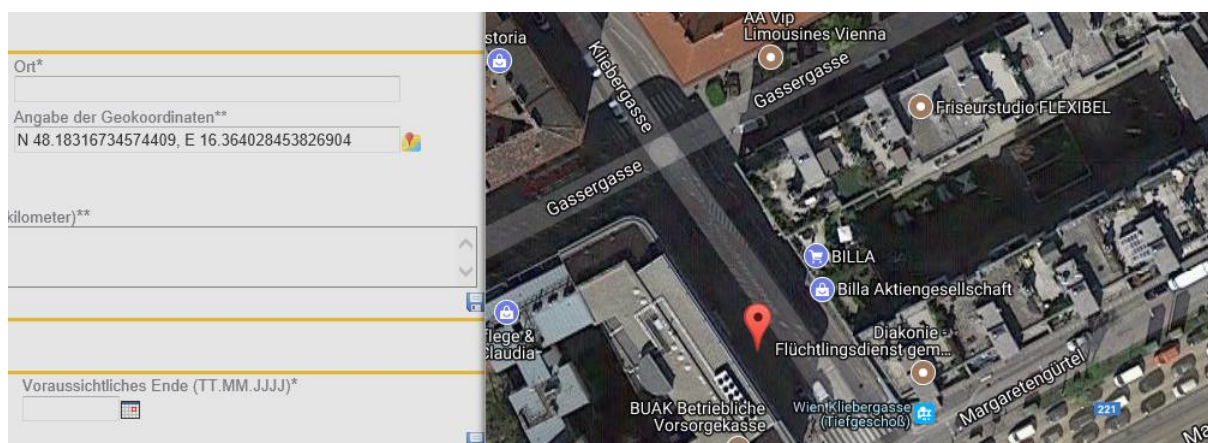 Ort*
Angabe der Geokoordinaten**
N 48.18316734574409, E 16.364028453826904
kilometer)**
Voraussichtliches Ende (TT.MM.JJJJ)*
storia
AA Vip
Limousines Vienna
Kliebergasse
Gassergasse
Friseurstudio FLEXIBEL
Gassergasse
BILLA
Billa Aktiengesellschaft
flege &
Claudia
Diakonie -
Flüchtlingsdienst gem...
BUAK Betriebliche
Vorsorgekasse
Wien Kliebergasse
(Tiefgeschoß)
Margaretengürtel
221
Ma